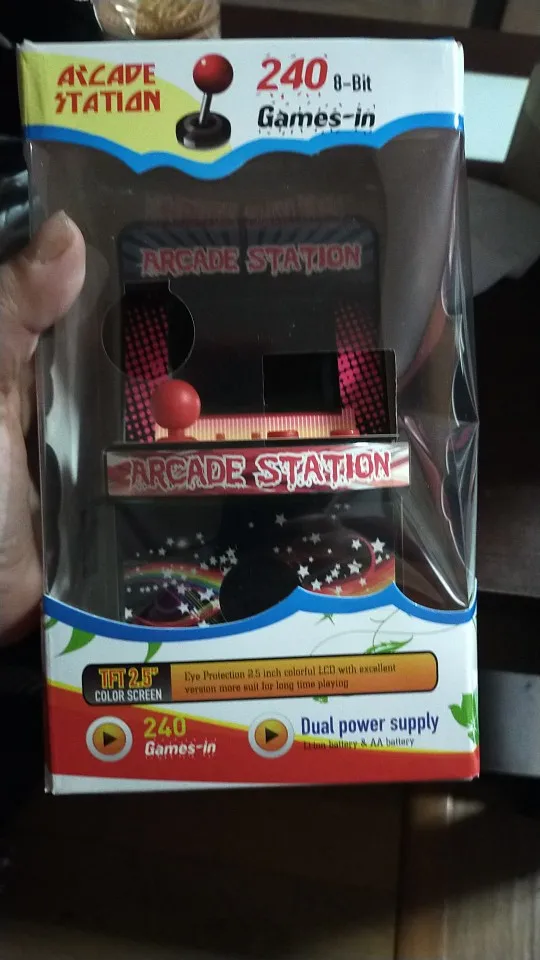 ARCADE
STATION
240 8-Bit
Games-in
ARCADE STATION
ARCADE STATION
TFT 2.5"
COLOR SCREEN
Eye Protection 2.5 inch colorful LCD with excellent
version more suit for long time playing
240
Games-in
Dual power supply
Li-ion battery & AA battery